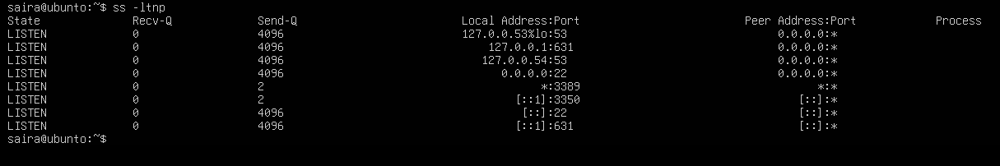 saira@ubunto:~$ ss -ltnp
State Recv-Q Send-Q Local Address:Port Peer Address:Port Process
LISTEN 0 4096 127.0.0.53%lo:53 0.0.0.0:*
LISTEN 0 4096 127.0.0.1:631 0.0.0.0:*
LISTEN 0 4096 127.0.0.54:53 0.0.0.0:*
LISTEN 0 4096 0.0.0.0:22 0.0.0.0:*
LISTEN 0 2 *:3389 *:*
LISTEN 0 2 [::1]:3350 [::]:*
LISTEN 0 4096 [::]:22 [::]:*
LISTEN 0 4096 [::1]:631 [::]:*
saira@ubunto:~$